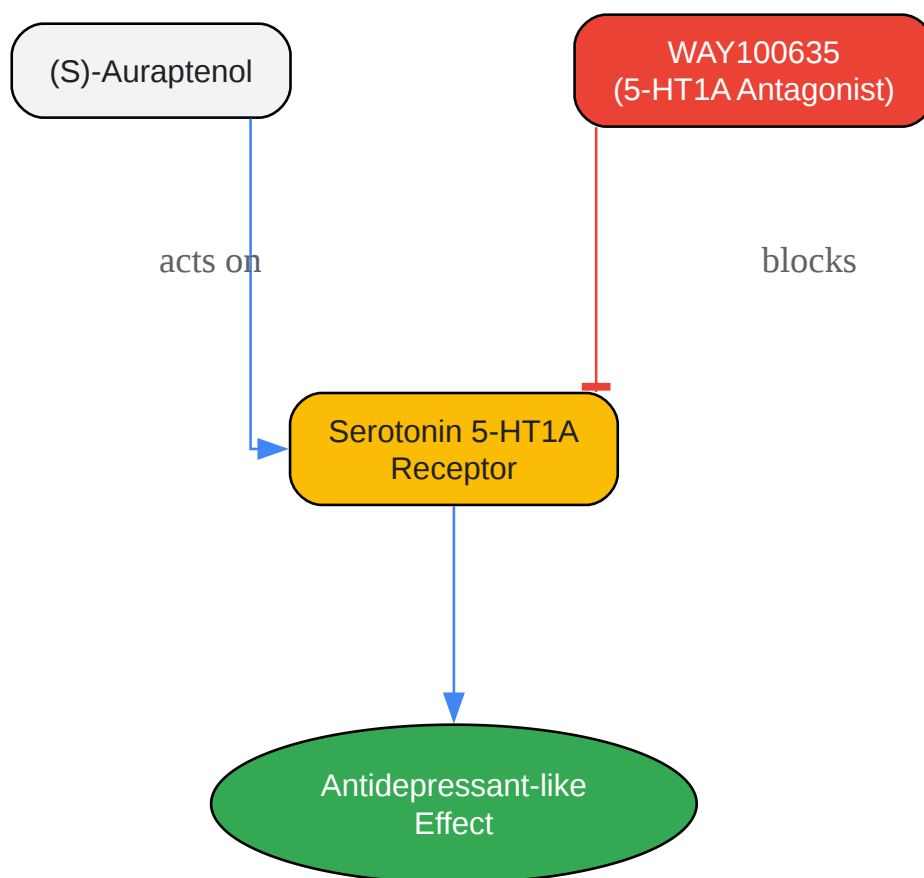 (S)-Auraptenol
WAY100635
(5-HT1A Antagonist)
acts on
blocks
Serotonin 5-HT1A
Receptor
Antidepressant-like
Effect